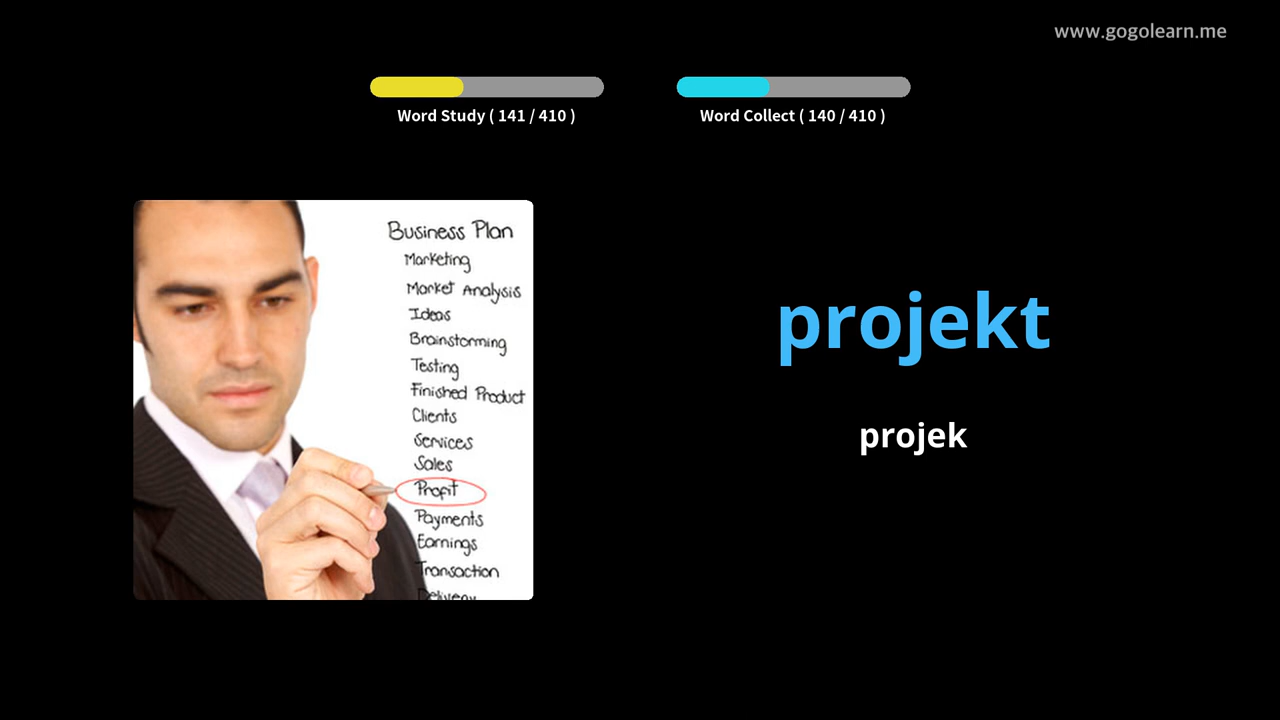 www.gogolearn.me
Word Study ( 141 / 410 )
Word Collect ( 140 / 410 )
Business Plan
Marketing
Market Analysis
Ideas
Brainstorming
Testing
Finished Product
Clients
Services
Sales
Profit
Payments
Earnings
Transaction
Delivery
projekt
projek